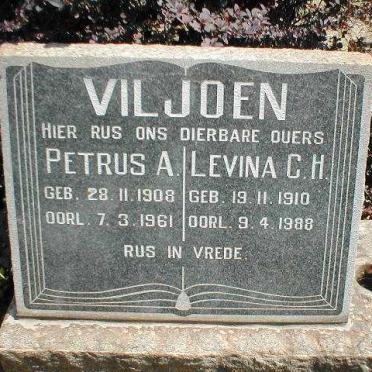 VILJOEN
HIER RUS ONS DIERBARE OUERS
PETRUS A. LEVINA C.H.
GEB. 28.11.1908 GEB. 19.11.1910
OORL. 7.3.1961 OORL. 9.4.1988
RUS IN VREDE.